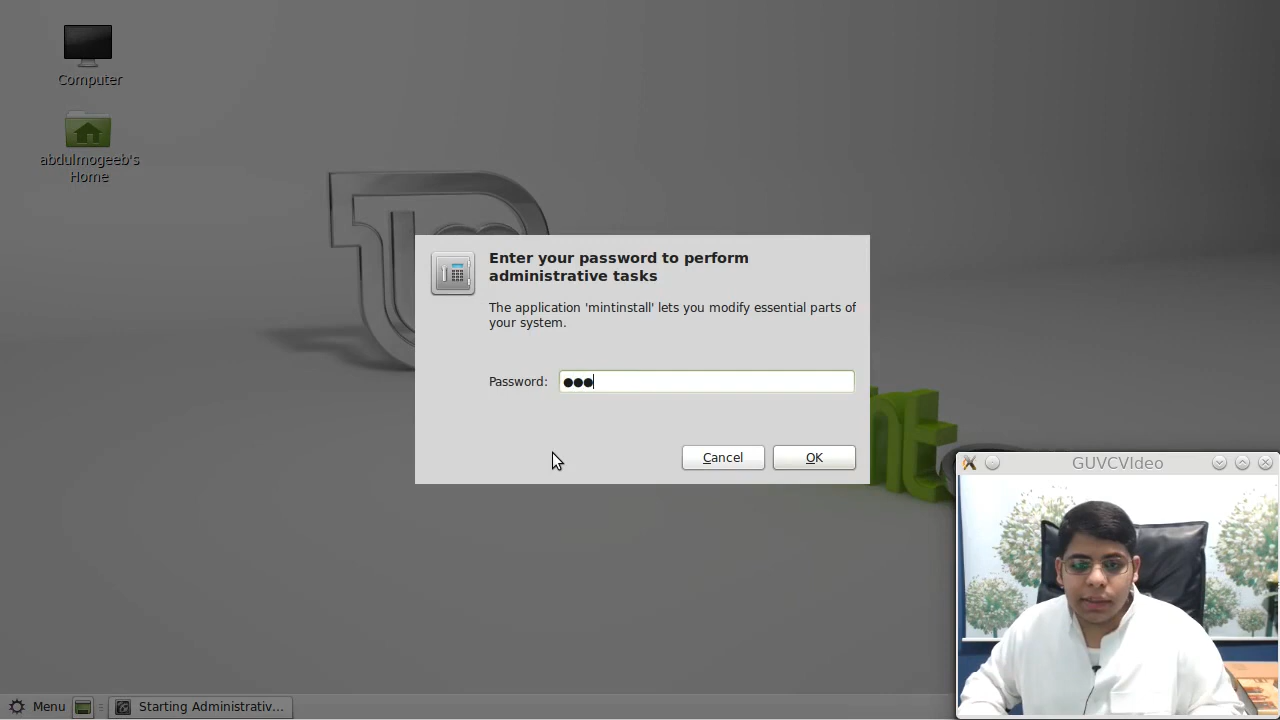 Computer
abdulmogeeb's
Home
Enter your password to perform
administrative tasks
The application 'mintinstall' lets you modify essential parts of
your system.
Password: ●●●
Cancel
OK
GUVCVIdeo
Menu
Starting Administrativ...